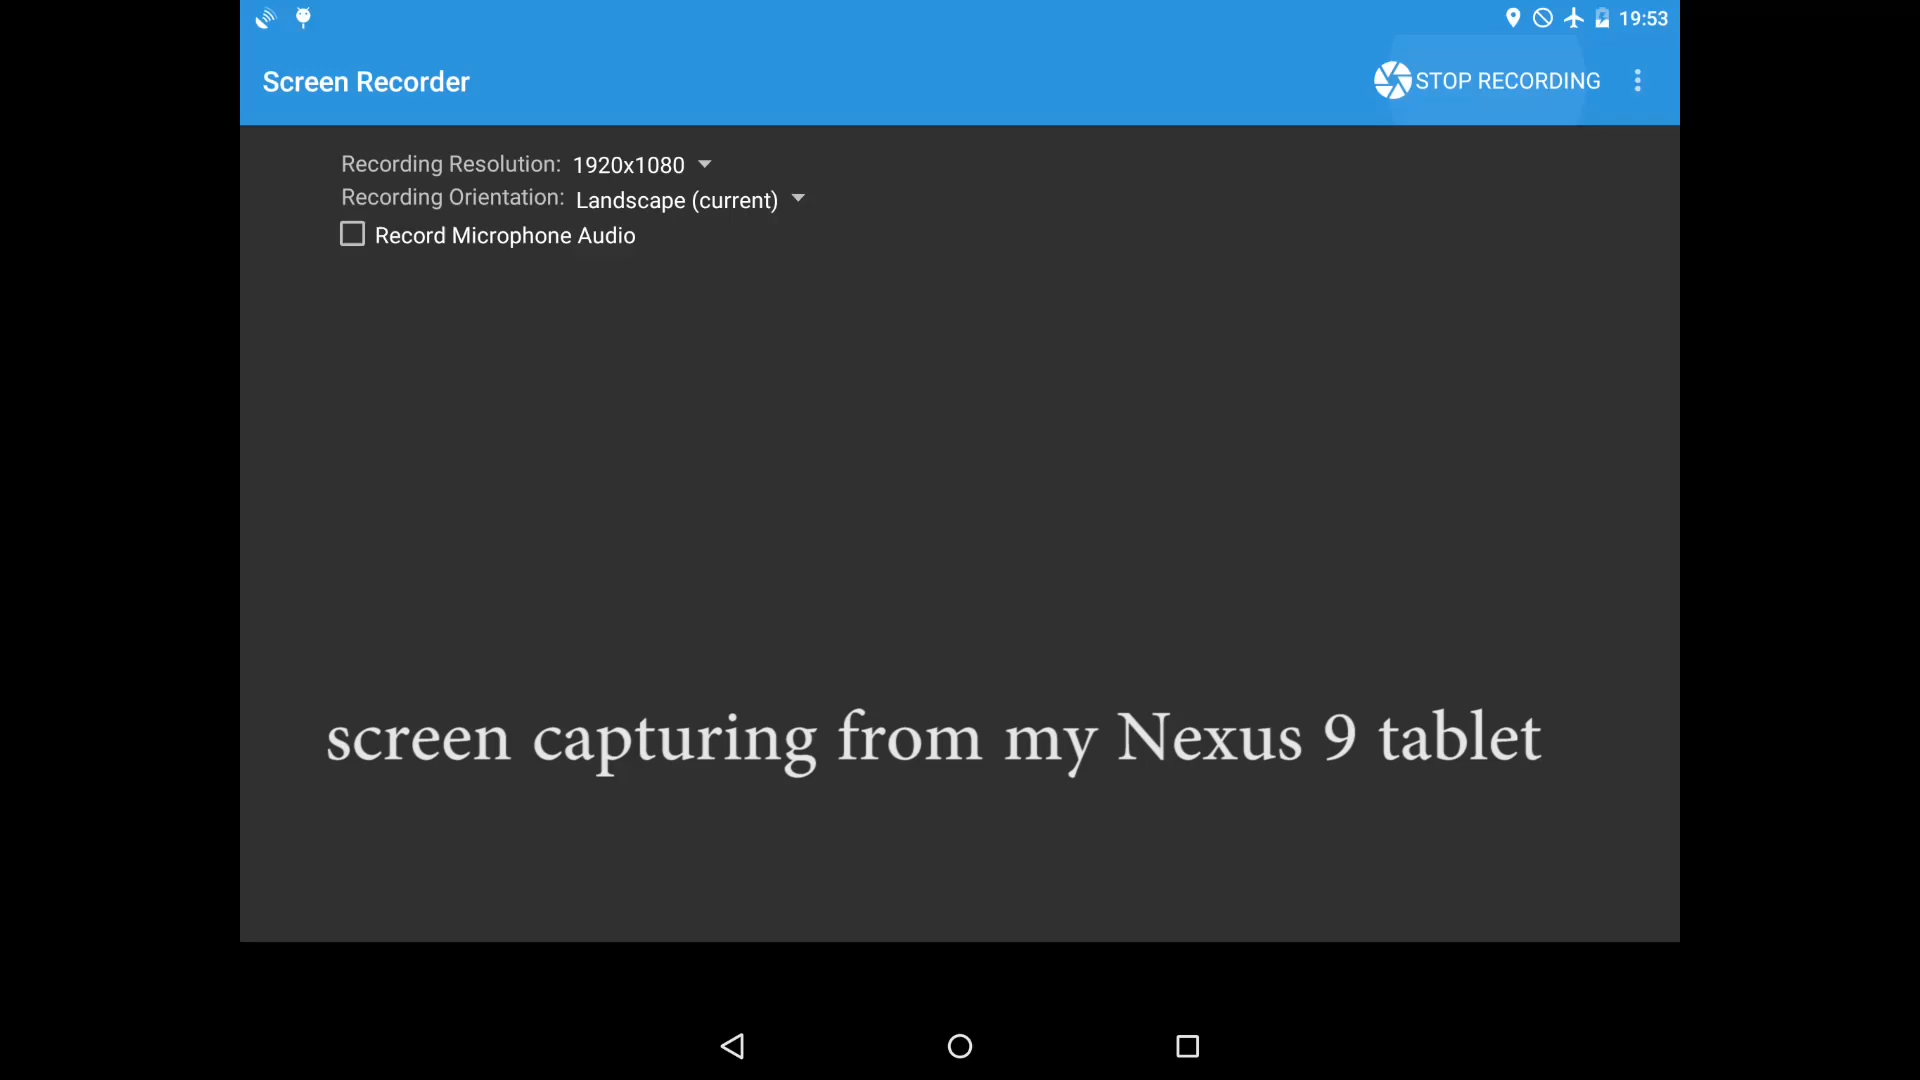 19:53
Screen Recorder
STOP RECORDING
Recording Resolution: 1920x1080
Recording Orientation: Landscape (current)
Record Microphone Audio
screen capturing from my Nexus 9 tablet